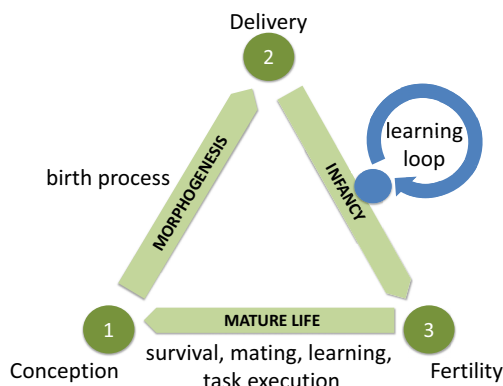 Delivery
2
learning
loop
birth process
MORPHOGENESIS
INFANCY
1
MATURE LIFE
3
Conception
survival, mating, learning,
task execution
Fertility